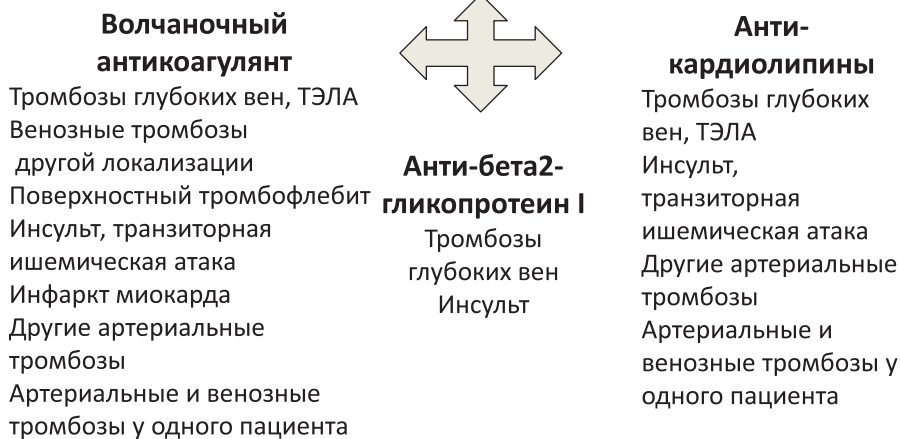 Волчаночный
антикоагулянт
Тромбозы глубоких вен, ТЭЛА
Венозные тромбозы
другой локализации
Поверхностный тромбофлебит
Инсульт, транзиторная
ишемическая атака
Инфаркт миокарда
Другие артериальные
тромбозы
Артериальные и венозные
тромбозы у одного пациента
Анти-бета2-
гликопротеин I
Тромбозы
глубоких вен
Инсульт
Анти-
кардиолипины
Тромбозы глубоких
вен, ТЭЛА
Инсульт,
транзиторная
ишемическая атака
Другие артериальные
тромбозы
Артериальные и
венозные тромбозы у
одного пациента